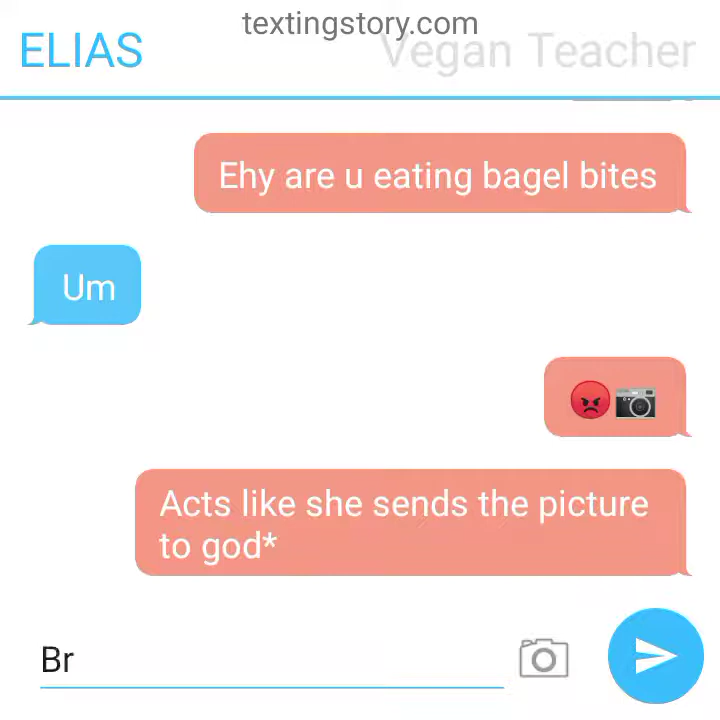 textingstory.com
ELIAS Vegan Teacher
Ehy are u eating bagel bites
Um
😡📷
Acts like she sends the picture
to god*
Br